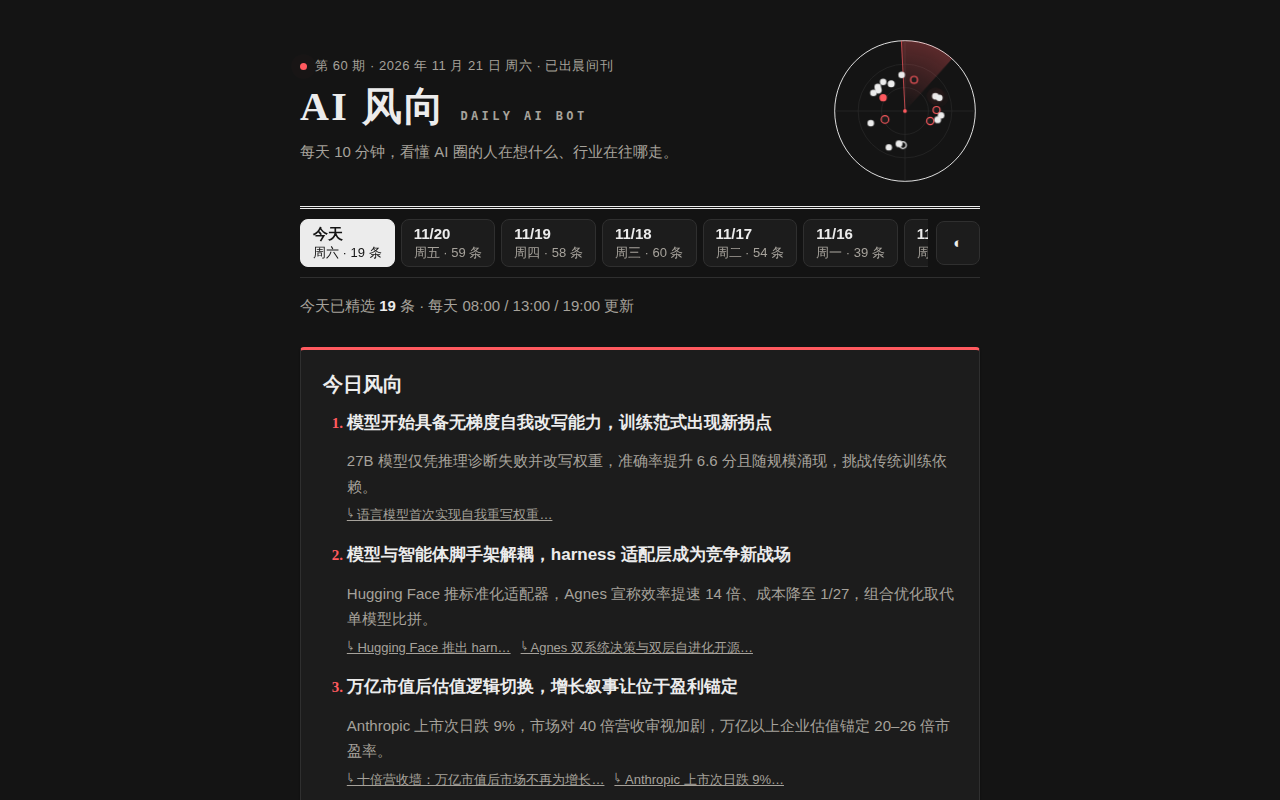 第 60 期 · 2026 年 11 月 21 日 周六 · 已出晨间刊
AI 风向 DAILY AI BOT
每天 10 分钟，看懂 AI 圈的人在想什么、行业在往哪走。
今天
周六 · 19 条
11/20
周五 · 59 条
11/19
周四 · 58 条
11/18
周三 · 60 条
11/17
周二 · 54 条
11/16
周一 · 39 条
今天已精选 19 条 · 每天 08:00 / 13:00 / 19:00 更新
今日风向
1. 模型开始具备无梯度自我改写能力，训练范式出现新拐点
27B 模型仅凭推理诊断失败并改写权重，准确率提升 6.6 分且随规模涌现，挑战传统训练依
赖。
↳ 语言模型首次实现自我重写权重…
2. 模型与智能体脚手架解耦，harness 适配层成为竞争新战场
Hugging Face 推标准化适配器，Agnes 宣称效率提速 14 倍、成本降至 1/27，组合优化取代
单模型比拼。
↳ Hugging Face 推出 harn… ↳ Agnes 双系统决策与双层自进化开源…
3. 万亿市值后估值逻辑切换，增长叙事让位于盈利锚定
Anthropic 上市次日跌 9%，市场对 40 倍营收审视加剧，万亿以上企业估值锚定 20–26 倍市
盈率。
↳ 十倍营收墙：万亿市值后市场不再为增长… ↳ Anthropic 上市次日跌 9%…